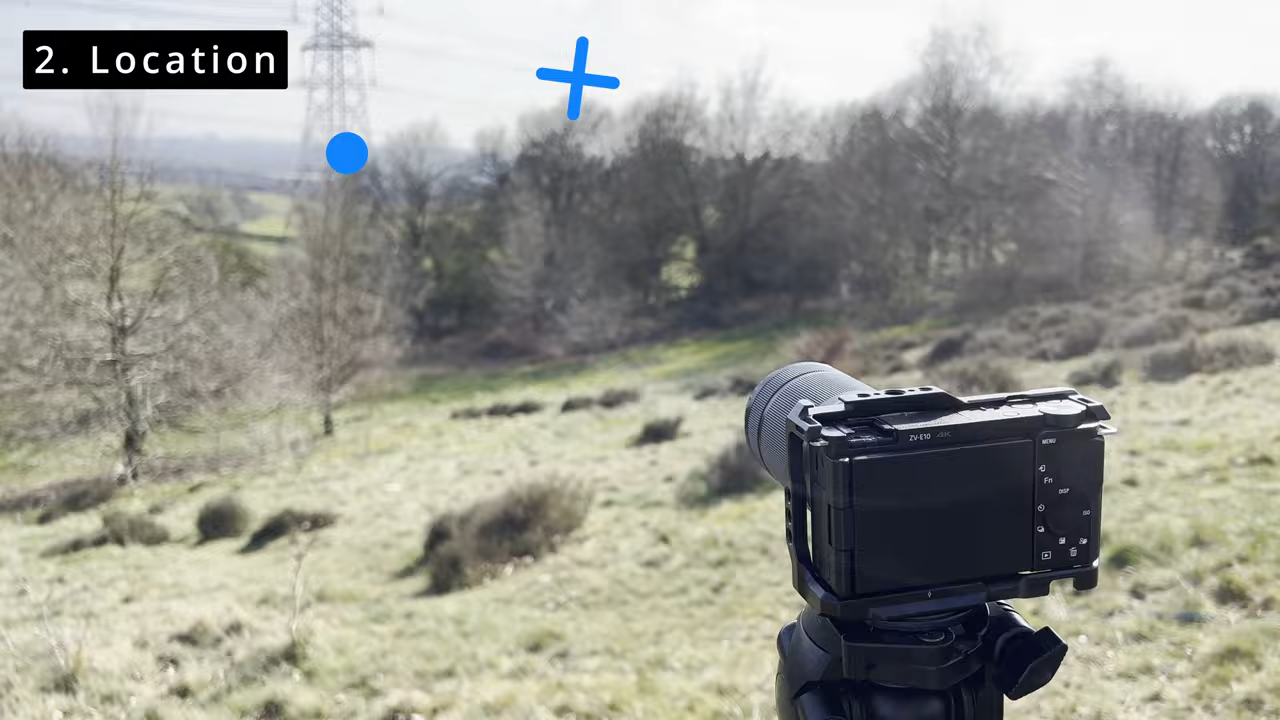 2. Location
ZV-E10 4K
MENU
Fn
DISP
ISO